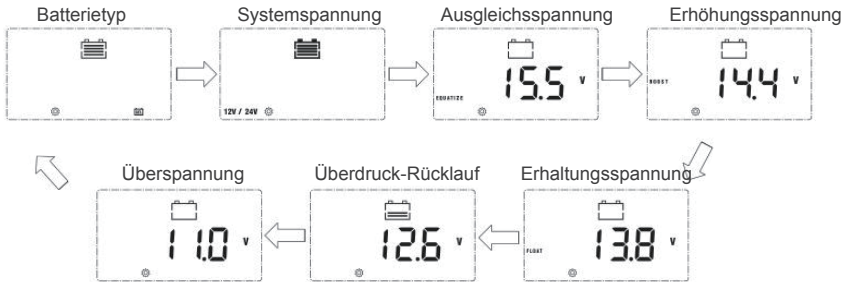 Batterietyp
Systemspannung
Ausgleichsspannung
Erhöhungsspannung
12V / 24V
EQUATIZE
15.5 V
BOOST
14.4 V
Überspannung
Überdruck-Rücklauf
Erhaltungsspannung
11.0 V
12.6 V
FLOAT
13.8 V